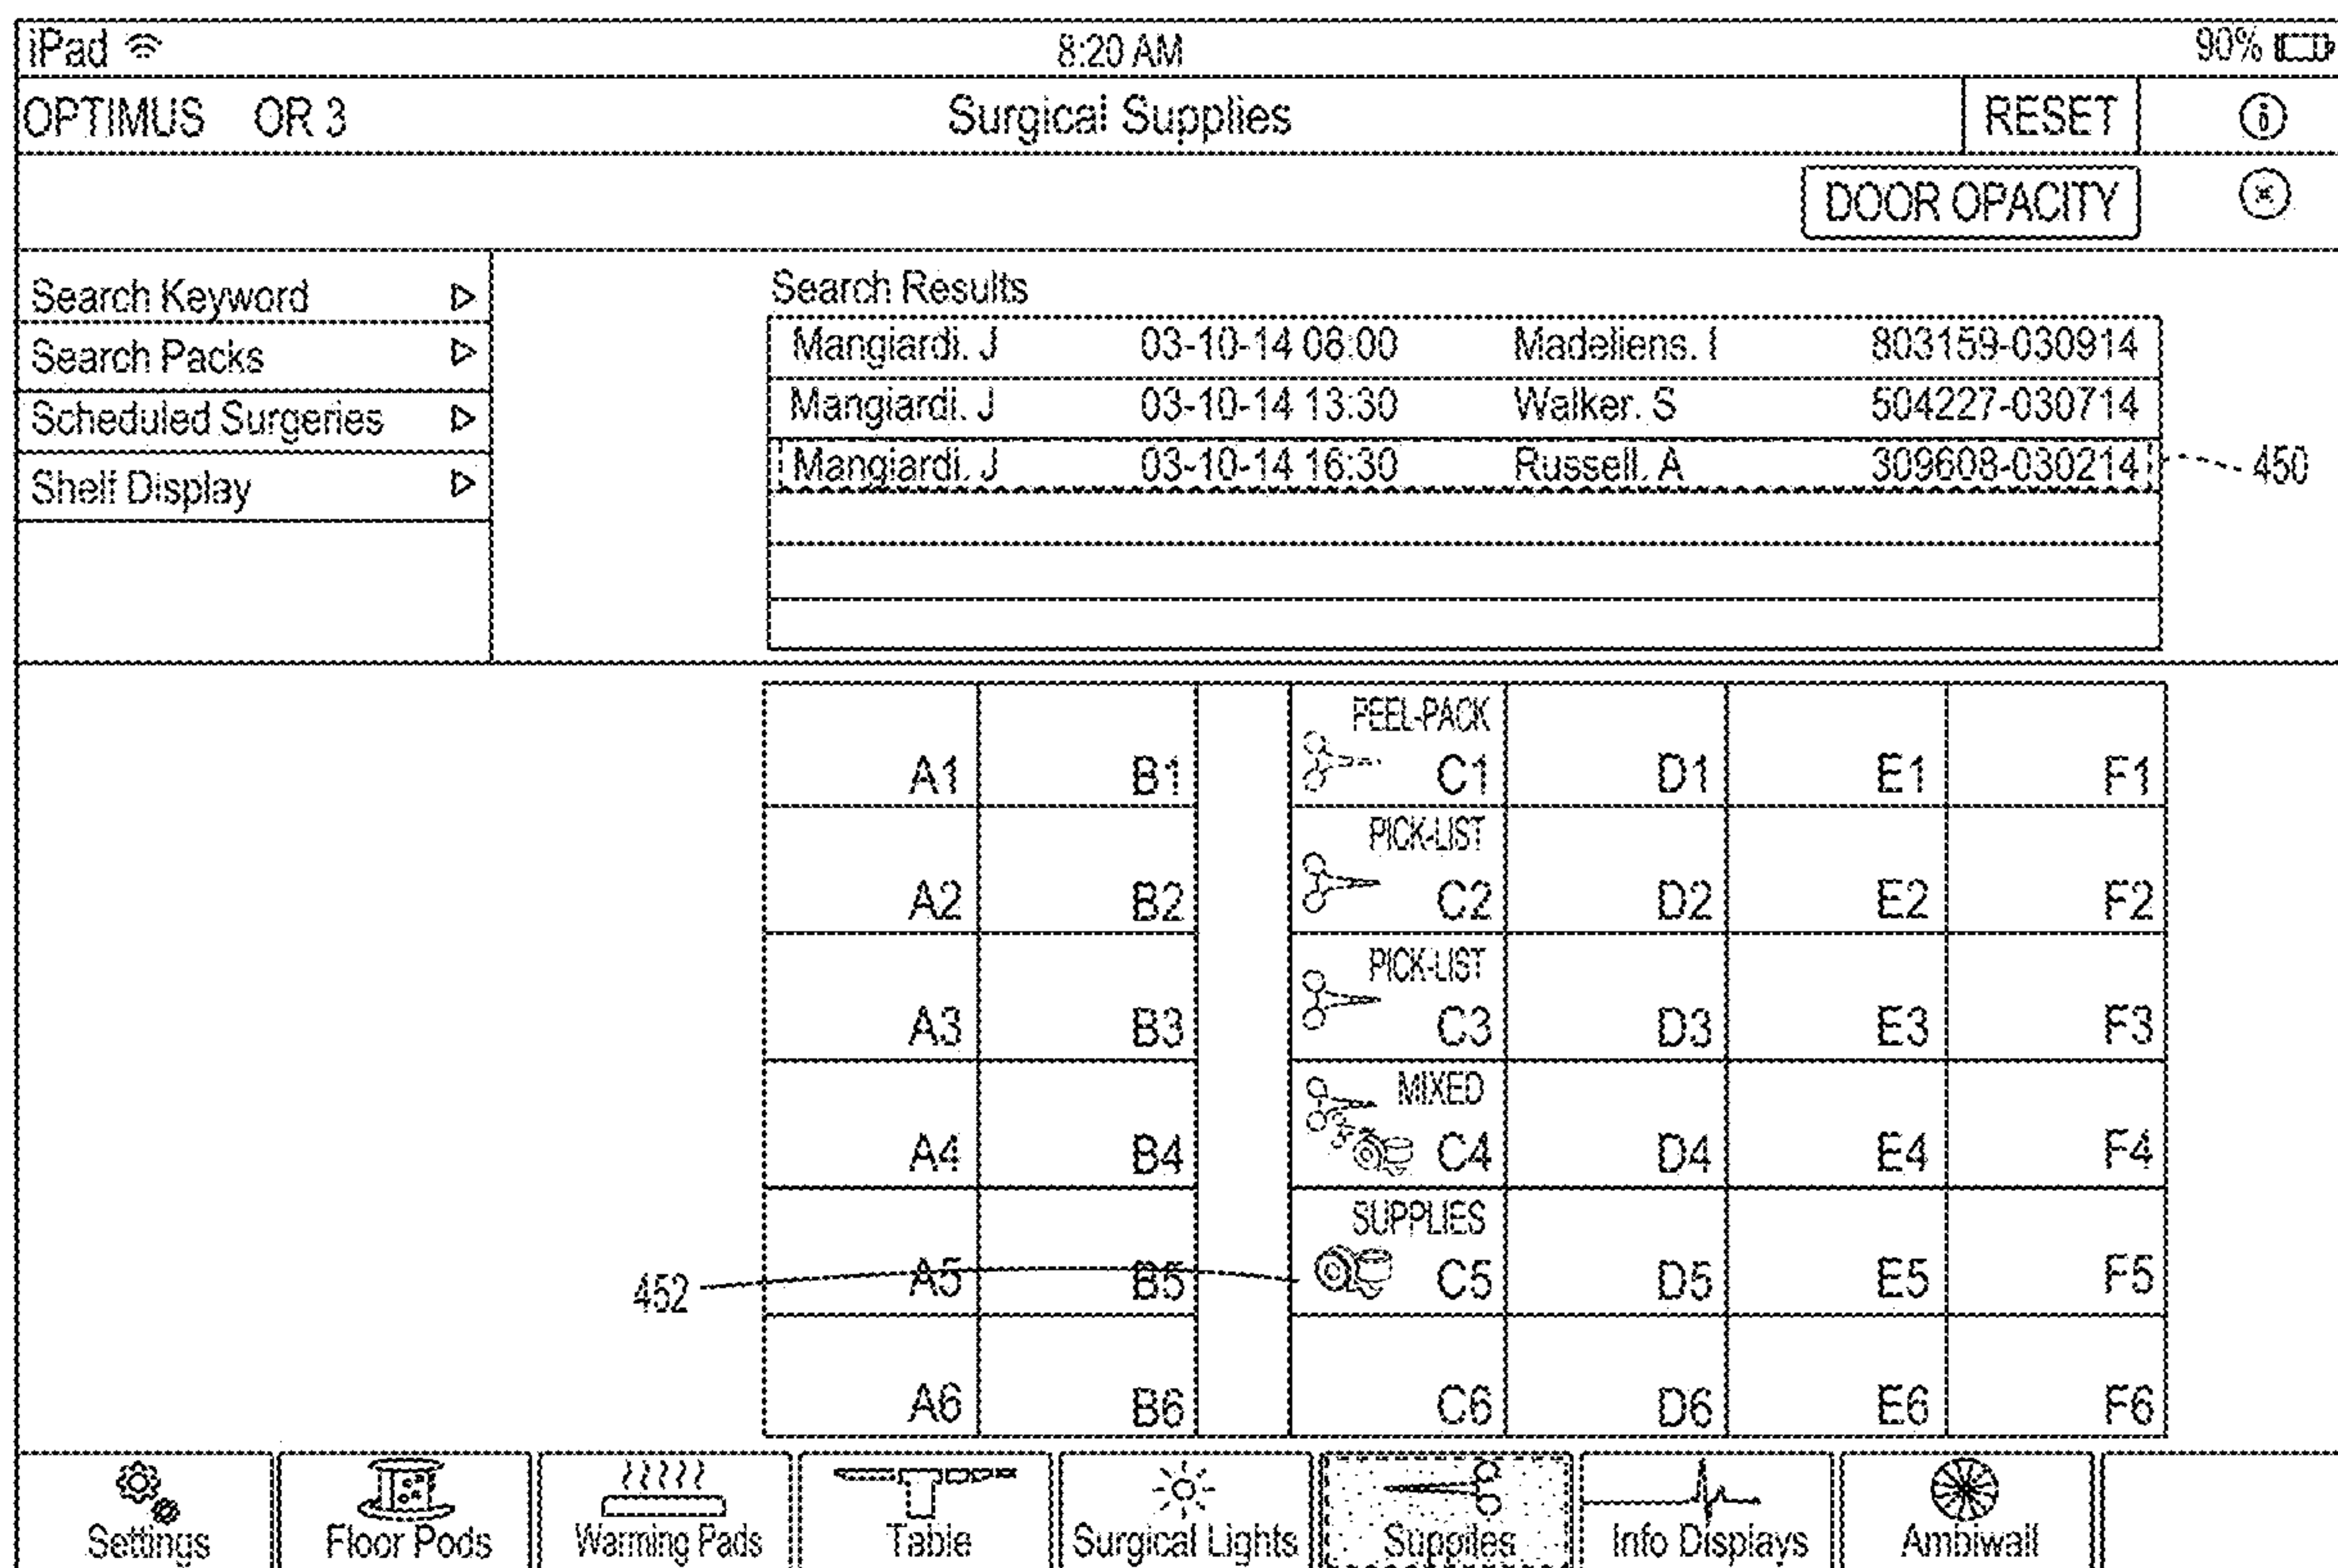 iPad 8:20 AM 90%
OPTIMUS OR 3 Surgical Supplies RESET i
DOOR OPACITY x
Search Keyword
Search Packs
Scheduled Surgeries
Shelf Display
Search Results
Mangiardi. J 03-10-14 08:00 Madeliens. I 803159-030914
Mangiardi. J 03-10-14 13:30 Walker. S 504227-030714
Mangiardi. J 03-10-14 16:30 Russell. A 309608-030214
450
PEEL-PACK
A1 B1 C1 D1 E1 F1
PICK-LIST
A2 B2 C2 D2 E2 F2
PICK-LIST
A3 B3 C3 D3 E3 F3
MIXED
A4 B4 C4 D4 E4 F4
SUPPLIES
452 A5 B5 C5 D5 E5 F5
A6 B6 C6 D6 E6 F6
Settings Floor Pods Warming Pads Table Surgical Lights Supplies Info Displays Ambiwall